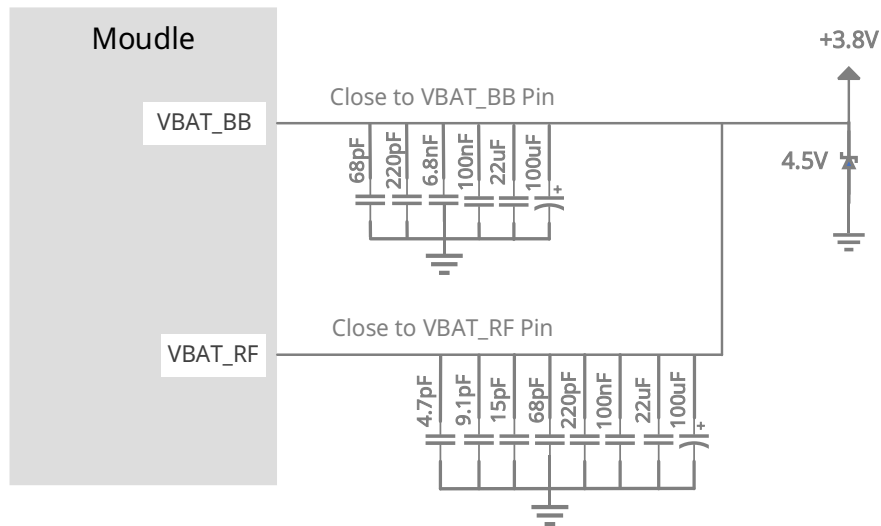 Moudle
+3.8V
Close to VBAT_BB Pin
VBAT_BB
68pF
220pF
6.8nF
100nF
22uF
100uF
+
4.5V
Close to VBAT_RF Pin
VBAT_RF
4.7pF
9.1pF
15pF
68pF
220pF
100nF
22uF
100uF
+